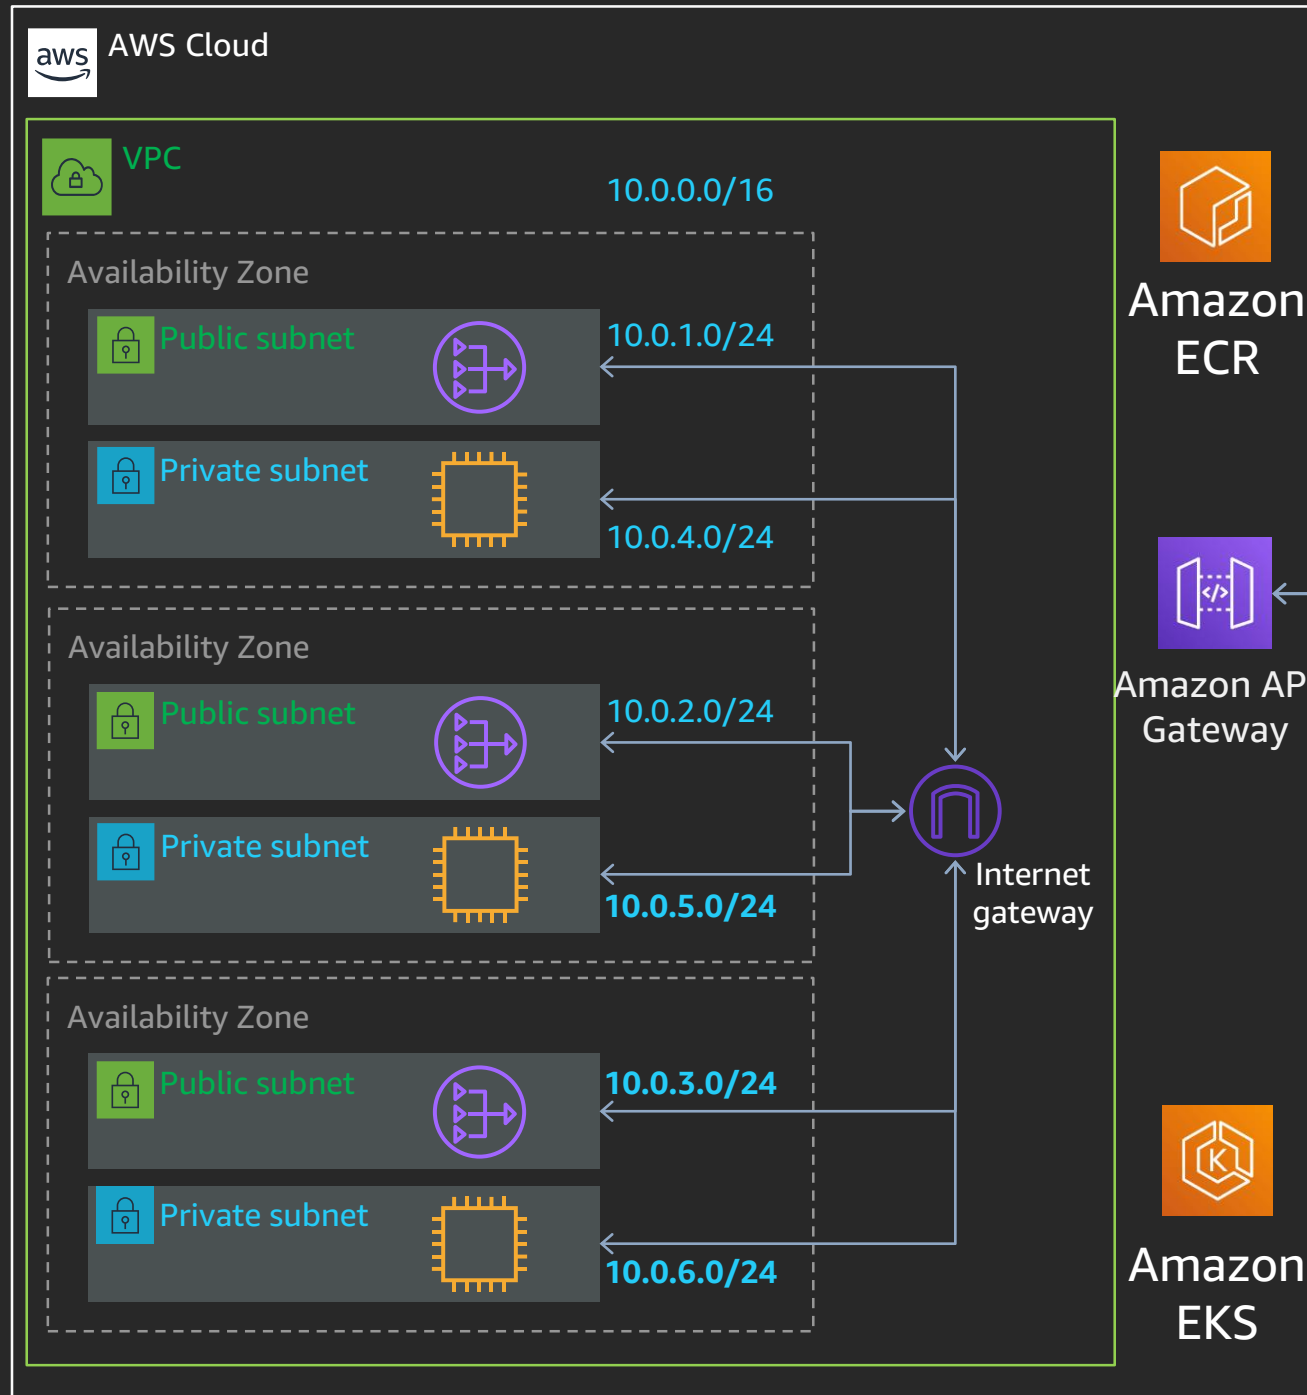 aws
AWS Cloud
VPC
10.0.0.0/16
Availability Zone
Public subnet
10.0.1.0/24
Private subnet
10.0.4.0/24
Availability Zone
Public subnet
10.0.2.0/24
Private subnet
10.0.5.0/24
Availability Zone
Public subnet
10.0.3.0/24
Private subnet
10.0.6.0/24
Internet
gateway
Amazon
ECR
</>
Amazon AP
Gateway
K
Amazon
EKS